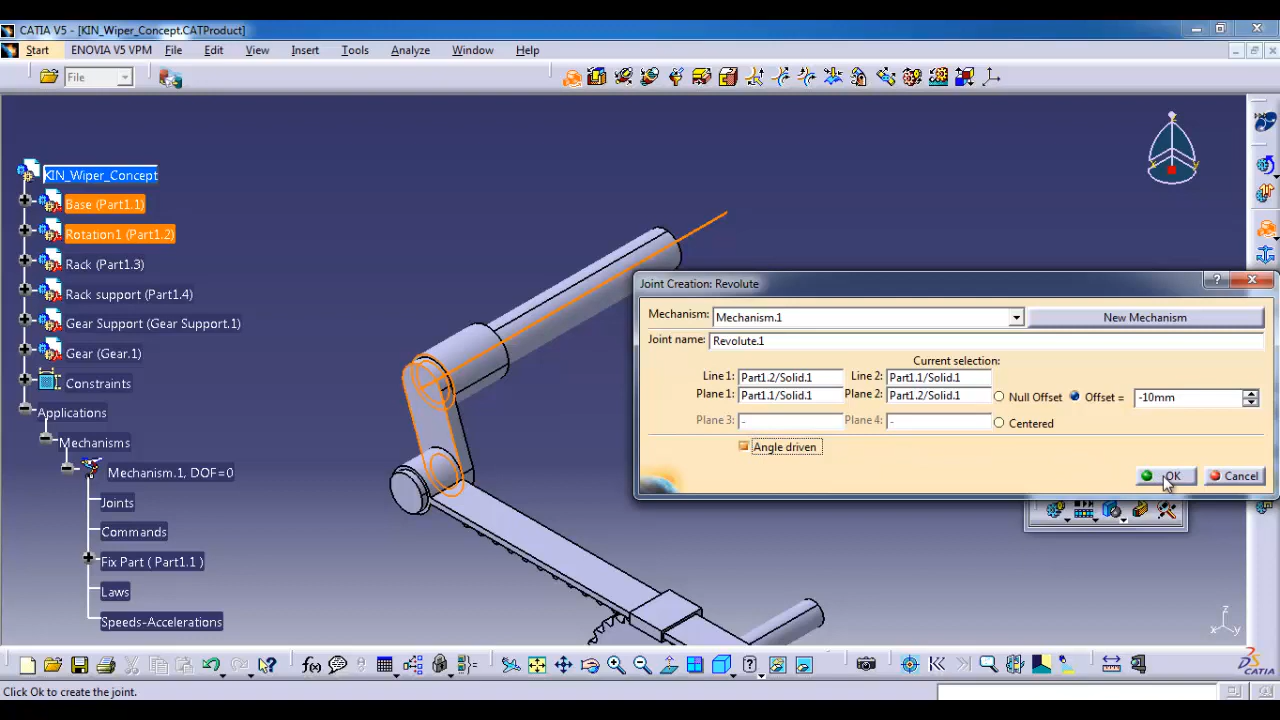 CATIA V5 - [KIN_Wiper_Concept.CATProduct]
Start ENOVIA V5 VPM File Edit View Insert Tools Analyze Window Help
File
KIN_Wiper_Concept
Base (Part1.1)
Rotation1 (Part1.2)
Rack (Part1.3)
Rack support (Part1.4)
Gear Support (Gear Support.1)
Gear (Gear.1)
Constraints
Applications
Mechanisms
Mechanism.1, DOF=0
Joints
Commands
Fix Part ( Part1.1 )
Laws
Speeds-Accelerations
Joint Creation: Revolute
Mechanism: Mechanism.1 New Mechanism
Joint name: Revolute.1
Current selection:
Line 1: Part1.2/Solid.1 Line 2: Part1.1/Solid.1
Plane 1: Part1.1/Solid.1 Plane 2: Part1.2/Solid.1 Null Offset Offset = -10mm
Plane 3: - Plane 4: - Centered
Angle driven
OK Cancel
z
x y
f(x)
CATIA
Click Ok to create the joint.